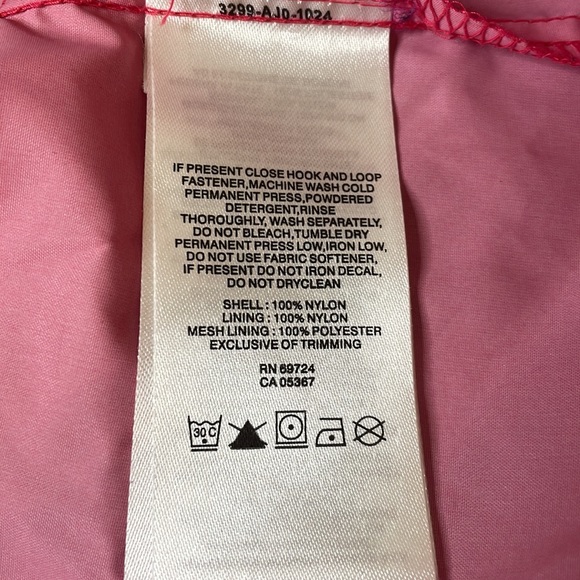 3299-AJ0-1024
IF PRESENT CLOSE HOOK AND LOOP
FASTENER,MACHINE WASH COLD
PERMANENT PRESS,POWDERED
DETERGENT,RINSE
THOROUGHLY, WASH SEPARATELY,
DO NOT BLEACH,TUMBLE DRY
PERMANENT PRESS LOW,IRON LOW,
DO NOT USE FABRIC SOFTENER,
IF PRESENT DO NOT IRON DECAL,
DO NOT DRYCLEAN
SHELL : 100% NYLON
LINING : 100% NYLON
MESH LINING : 100% POLYESTER
EXCLUSIVE OF TRIMMING
RN 69724
CA 05367
30 C